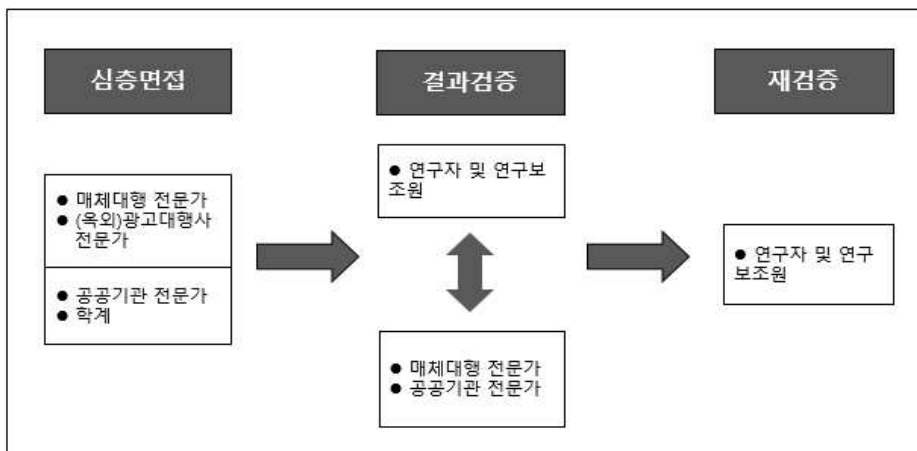 심층면접
결과검증
재검증
● 매체대행 전문가
● (옥외)광고대행사
전문가
● 공공기관 전문가
● 학계
● 연구자 및 연구보
조원
● 매체대행 전문가
● 공공기관 전문가
● 연구자 및 연구
보조원